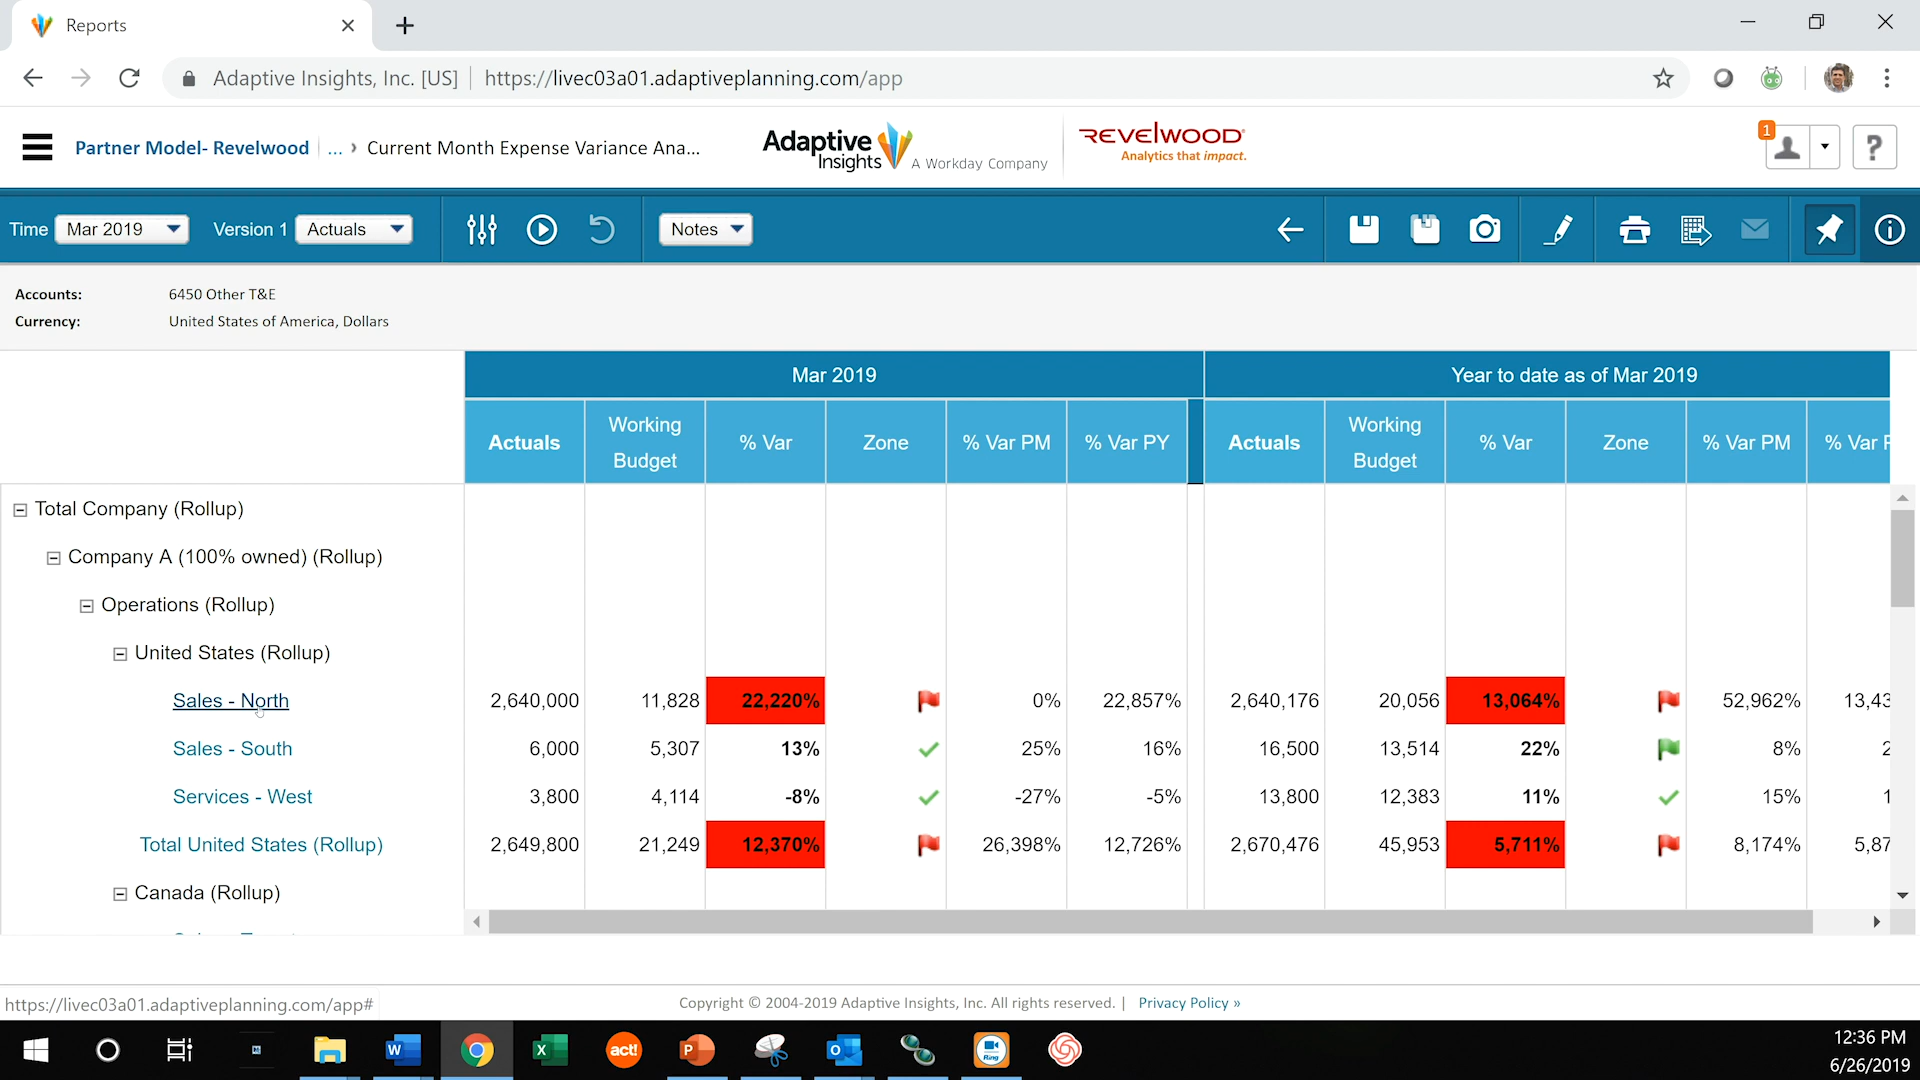 Reports
Adaptive Insights, Inc. [US] https://livec03a01.adaptiveplanning.com/app
Partner Model- Revelwood ... › Current Month Expense Variance Ana...
Adaptive Insights A Workday Company
REVELWOOD
Analytics that impact.
1
?
Time Mar 2019 Version 1 Actuals Notes
Accounts: 6450 Other T&E
Currency: United States of America, Dollars
Mar 2019 Year to date as of Mar 2019
Actuals Working Budget % Var Zone % Var PM % Var PY Actuals Working Budget % Var Zone % Var PM % Var
Total Company (Rollup)
Company A (100% owned) (Rollup)
Operations (Rollup)
United States (Rollup)
Sales - North 2,640,000 11,828 22,220% 0% 22,857% 2,640,176 20,056 13,064% 52,962% 13,43
Sales - South 6,000 5,307 13% 25% 16% 16,500 13,514 22% 8% 2
Services - West 3,800 4,114 -8% -27% -5% 13,800 12,383 11% 15% 1
Total United States (Rollup) 2,649,800 21,249 12,370% 26,398% 12,726% 2,670,476 45,953 5,711% 8,174% 5,87
Canada (Rollup)
https://livec03a01.adaptiveplanning.com/app# Copyright © 2004-2019 Adaptive Insights, Inc. All rights reserved. | Privacy Policy »
act!
Ring
12:36 PM
6/26/2019